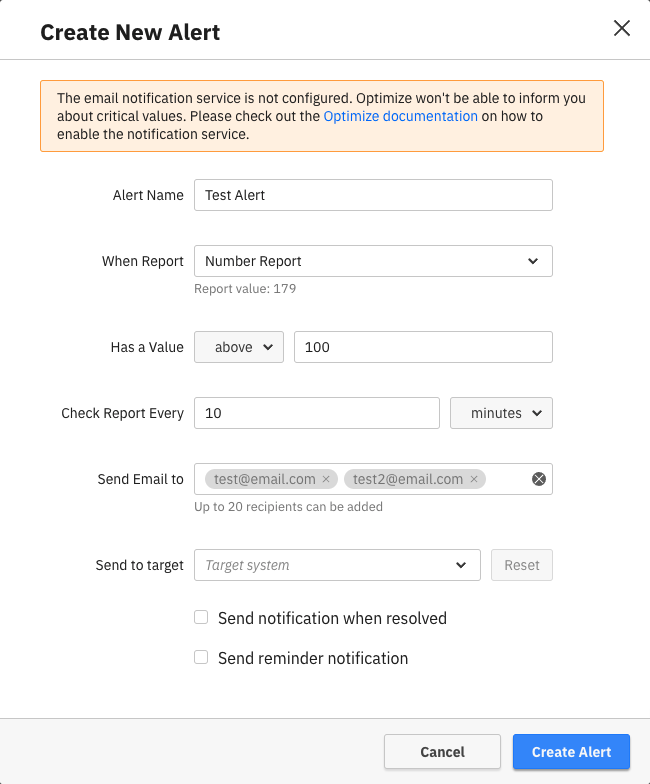 Create New Alert
The email notification service is not configured. Optimize won't be able to inform you
about critical values. Please check out the Optimize documentation on how to
enable the notification service.
Alert Name Test Alert
When Report Number Report
Report value: 179
Has a Value above 100
Check Report Every 10 minutes
Send Email to test@email.com × test2@email.com ×
Up to 20 recipients can be added
Send to target Target system Reset
Send notification when resolved
Send reminder notification
Cancel Create Alert